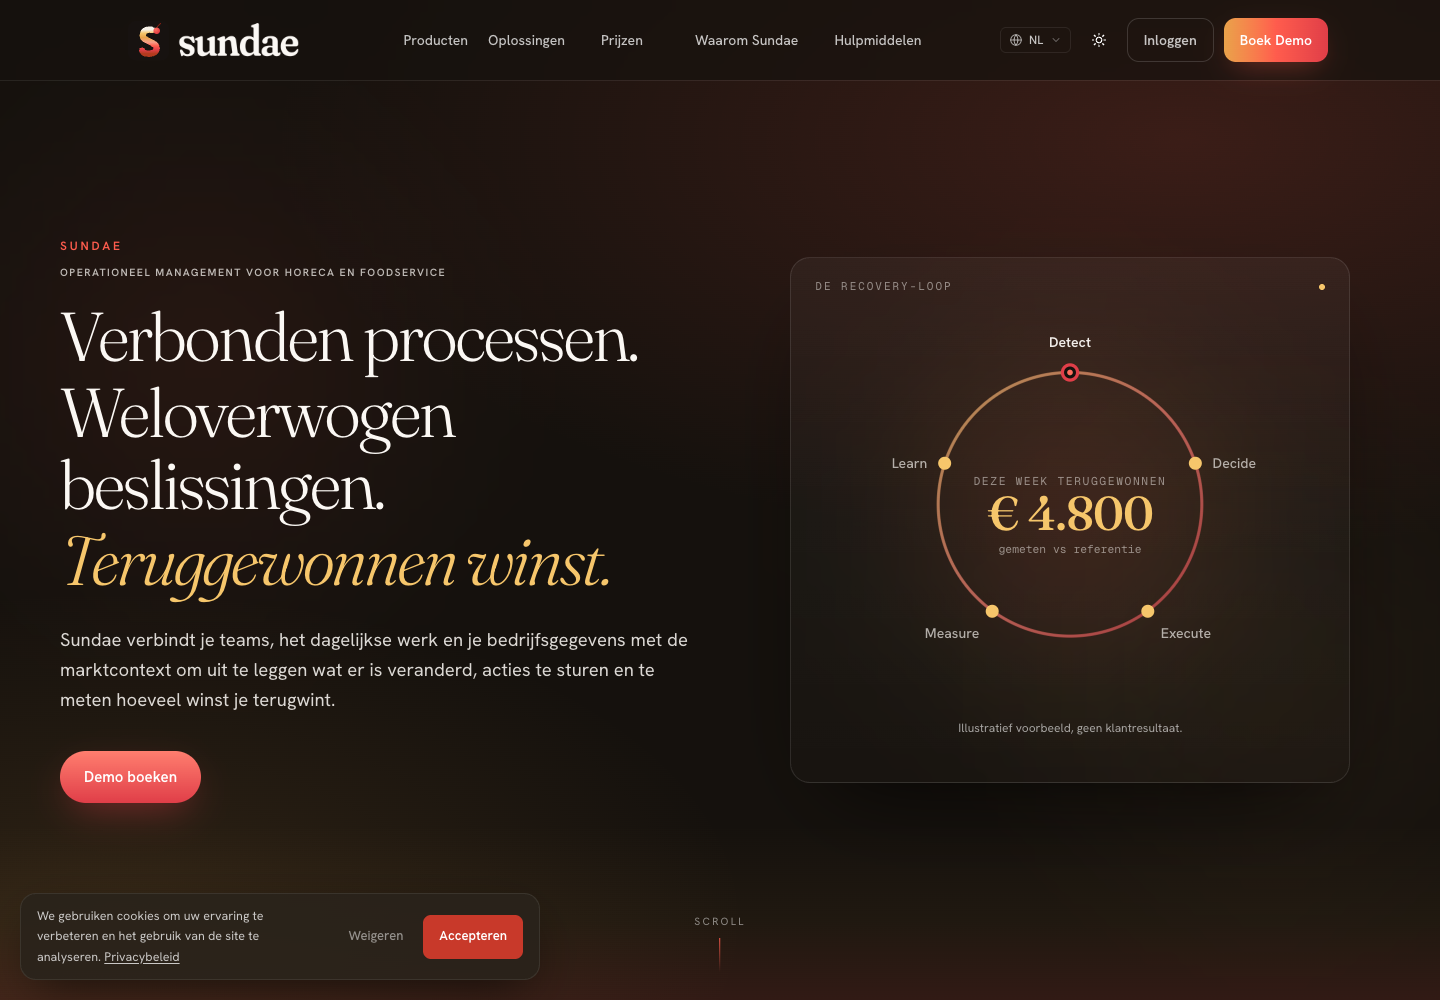 sundae
Producten
Oplossingen
Prijzen
Waarom Sundae
Hulpmiddelen
NL
Inloggen
Boek Demo
SUNDAE
OPERATIONEEL MANAGEMENT VOOR HORECA EN FOODSERVICE
Verbonden processen.
Weloverwogen
beslissingen.
Teruggewonnen winst.
Sundae verbindt je teams, het dagelijkse werk en je bedrijfsgegevens met de
marktcontext om uit te leggen wat er is veranderd, acties te sturen en te
meten hoeveel winst je terugwint.
Demo boeken
DE RECOVERY-LOOP
Detect
Learn
Decide
DEZE WEEK TERUGGEWONNEN
€ 4.800
gemeten vs referentie
Measure
Execute
Illustratief voorbeeld, geen klantresultaat.
We gebruiken cookies om uw ervaring te
verbeteren en het gebruik van de site te
analyseren. Privacybeleid
Weigeren
Accepteren
SCROLL